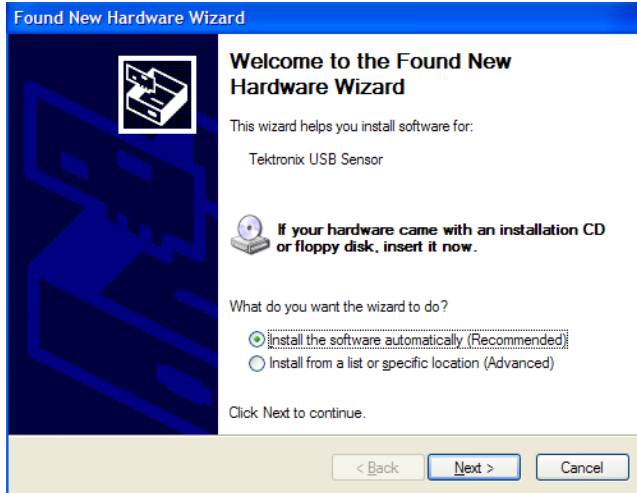 Found New Hardware Wizard
Welcome to the Found New
Hardware Wizard
This wizard helps you install software for:
Tektronix USB Sensor
If your hardware came with an installation CD
or floppy disk, insert it now.
What do you want the wizard to do?
Install the software automatically (Recommended)
Install from a list or specific location (Advanced)
Click Next to continue.
< Back Next > Cancel